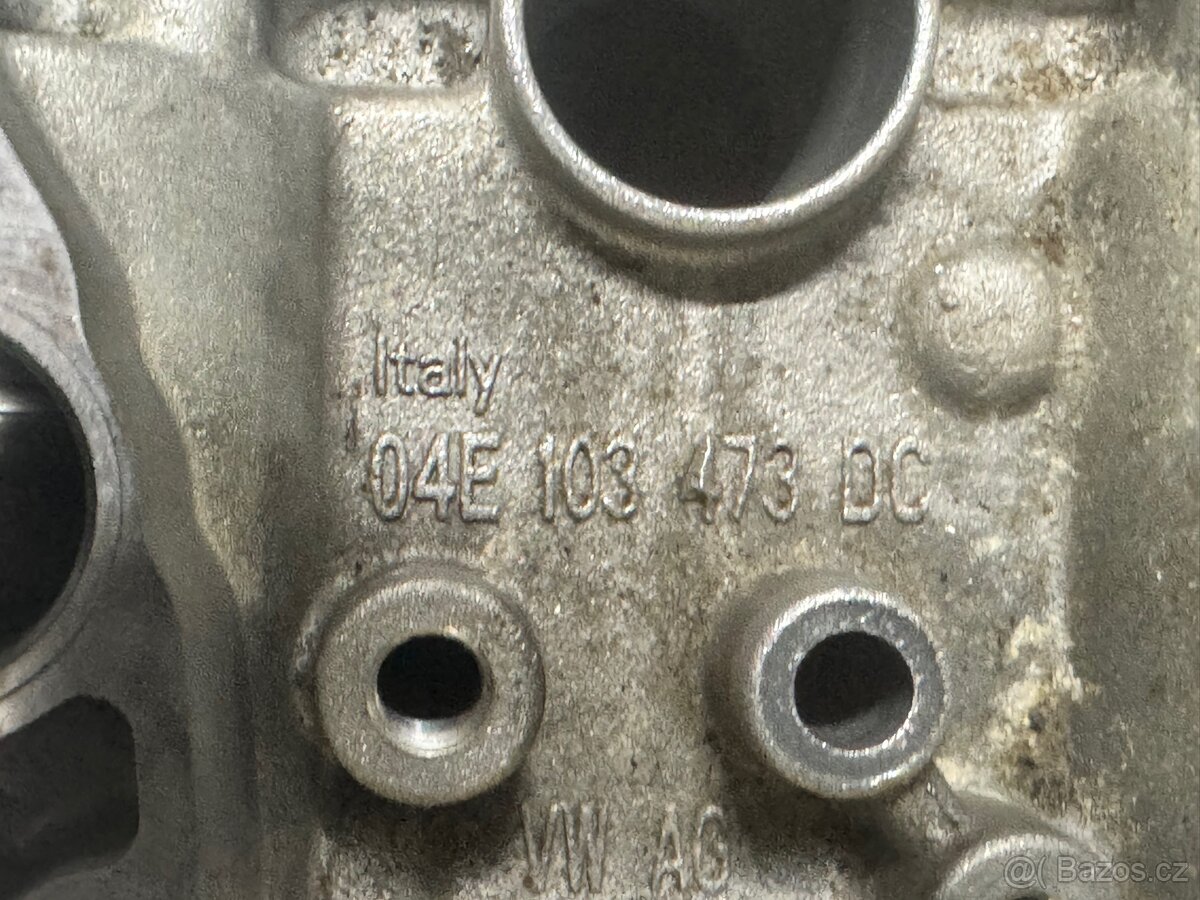 Italy
04E 103 473 DC
VW AG
@( Bazos.cz